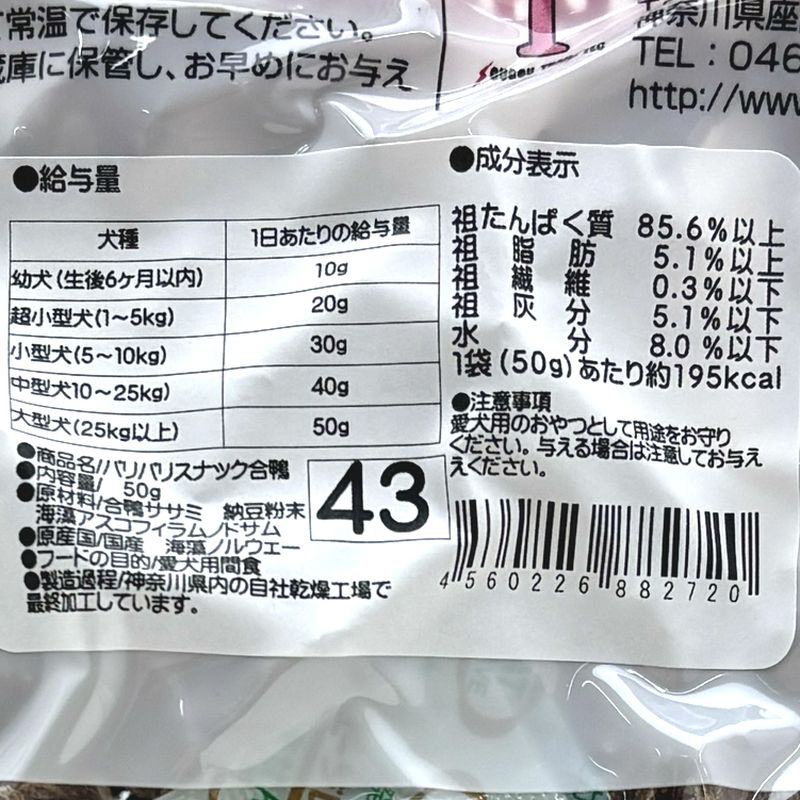 常温で保存してください。
庫に保管し、お早めにお与え
神奈川県座
TEL：046
http://www
●給与量
犬種 1日あたりの給与量
幼犬(生後6ヶ月以内) 10g
超小型犬(1〜5kg) 20g
小型犬(5〜10kg) 30g
中型犬10〜25kg) 40g
大型犬(25kg以上) 50g
●商品名/パリパリスナック合鴨
●内容量/ 50g
●原材料/合鴨ササミ 納豆粉末
海藻アスコフィラムノドサム
●原産国/国産 海藻ノルウェー
●フードの目的/愛犬用間食
●製造過程/神奈川県内の自社乾燥工場で
最終加工しています。
43
●成分表示
祖たんぱく質 85.6%以上
祖脂肪 5.1%以上
祖繊維 0.3%以下
祖灰分 5.1%以下
水分 8.0%以下
1袋(50g)あたり約195kcal
●注意事項
愛犬用のおやつとして用途をお守り
ください。与える場合は注意してお与え
えください。
4560226882720